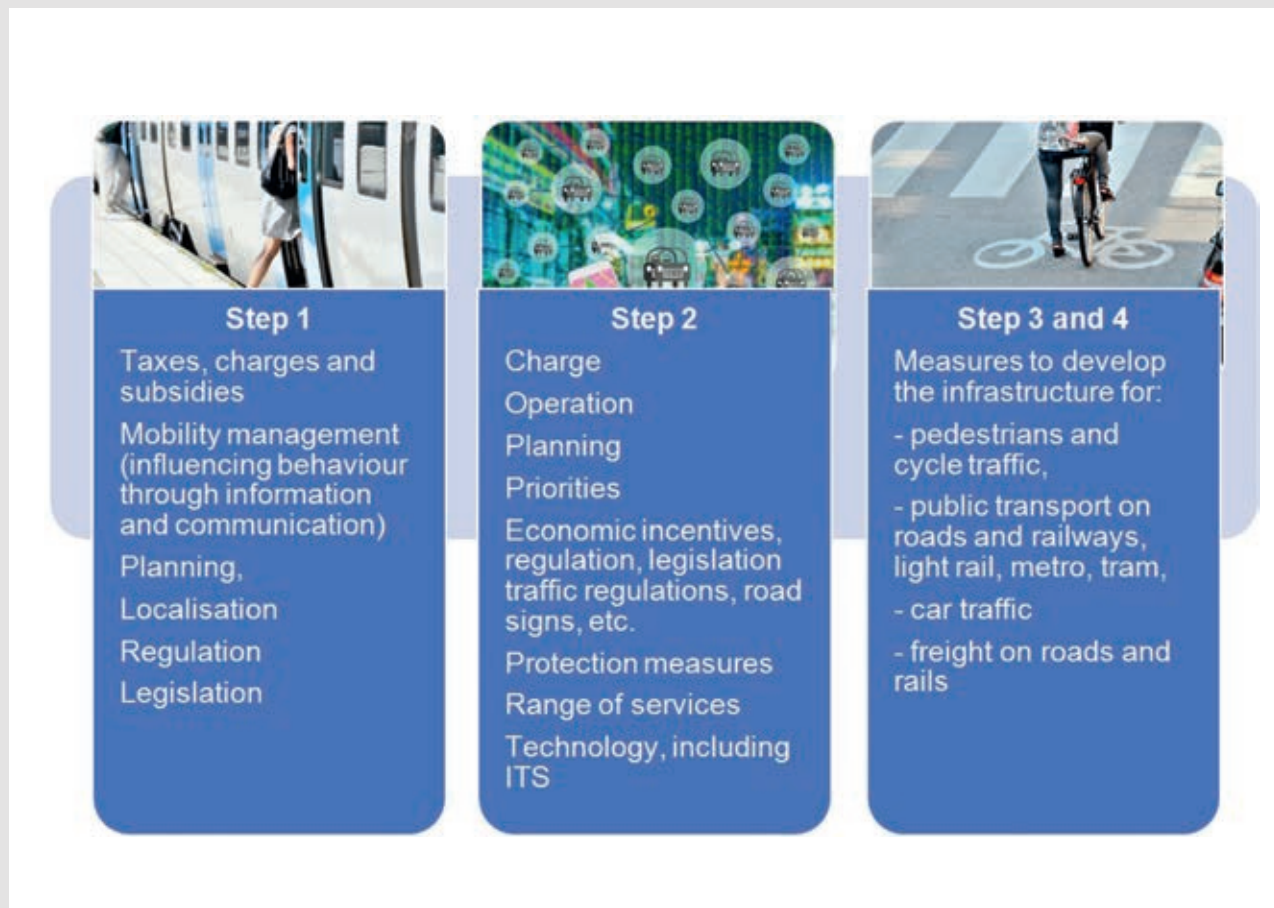 Step 1
Taxes, charges and
subsidies
Mobility management
(influencing behaviour
through information
and communication)
Planning,
Localisation
Regulation
Legislation
Step 2
Charge
Operation
Planning
Priorities
Economic incentives,
regulation, legislation
traffic regulations, road
signs, etc.
Protection measures
Range of services
Technology, including
ITS
Step 3 and 4
Measures to develop
the infrastructure for:
- pedestrians and
cycle traffic,
- public transport on
roads and railways,
light rail, metro, tram,
- car traffic
- freight on roads and
rails